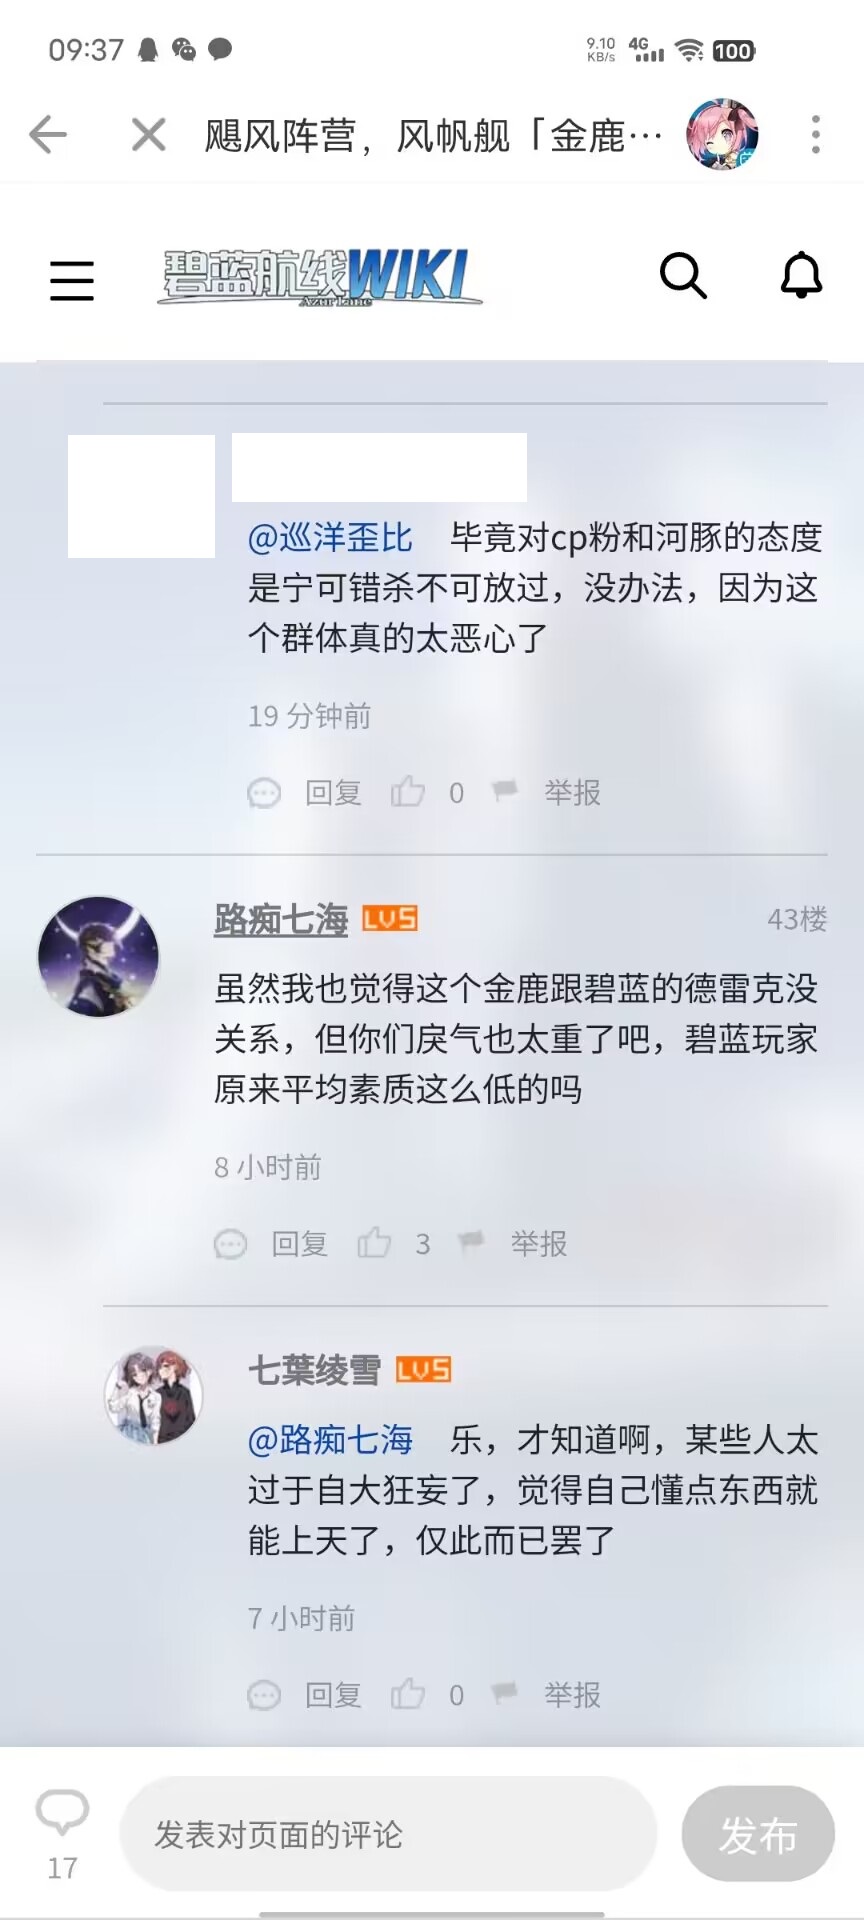 09:37
9.10
KB/s
4G
100
飓风阵营，风帆舰「金鹿…
碧蓝航线WIKI
Azur Lane
@巡洋歪比 毕竟对cp粉和河豚的态度
是宁可错杀不可放过，没办法，因为这
个群体真的太恶心了
19 分钟前
回复 0 举报
路痴七海 LV5 43楼
虽然我也觉得这个金鹿跟碧蓝的德雷克没
关系，但你们戾气也太重了吧，碧蓝玩家
原来平均素质这么低的吗
8 小时前
回复 3 举报
七葉绫雪 LV5
@路痴七海 乐，才知道啊，某些人太
过于自大狂妄了，觉得自己懂点东西就
能上天了，仅此而已罢了
7 小时前
回复 0 举报
17
发表对页面的评论
发布